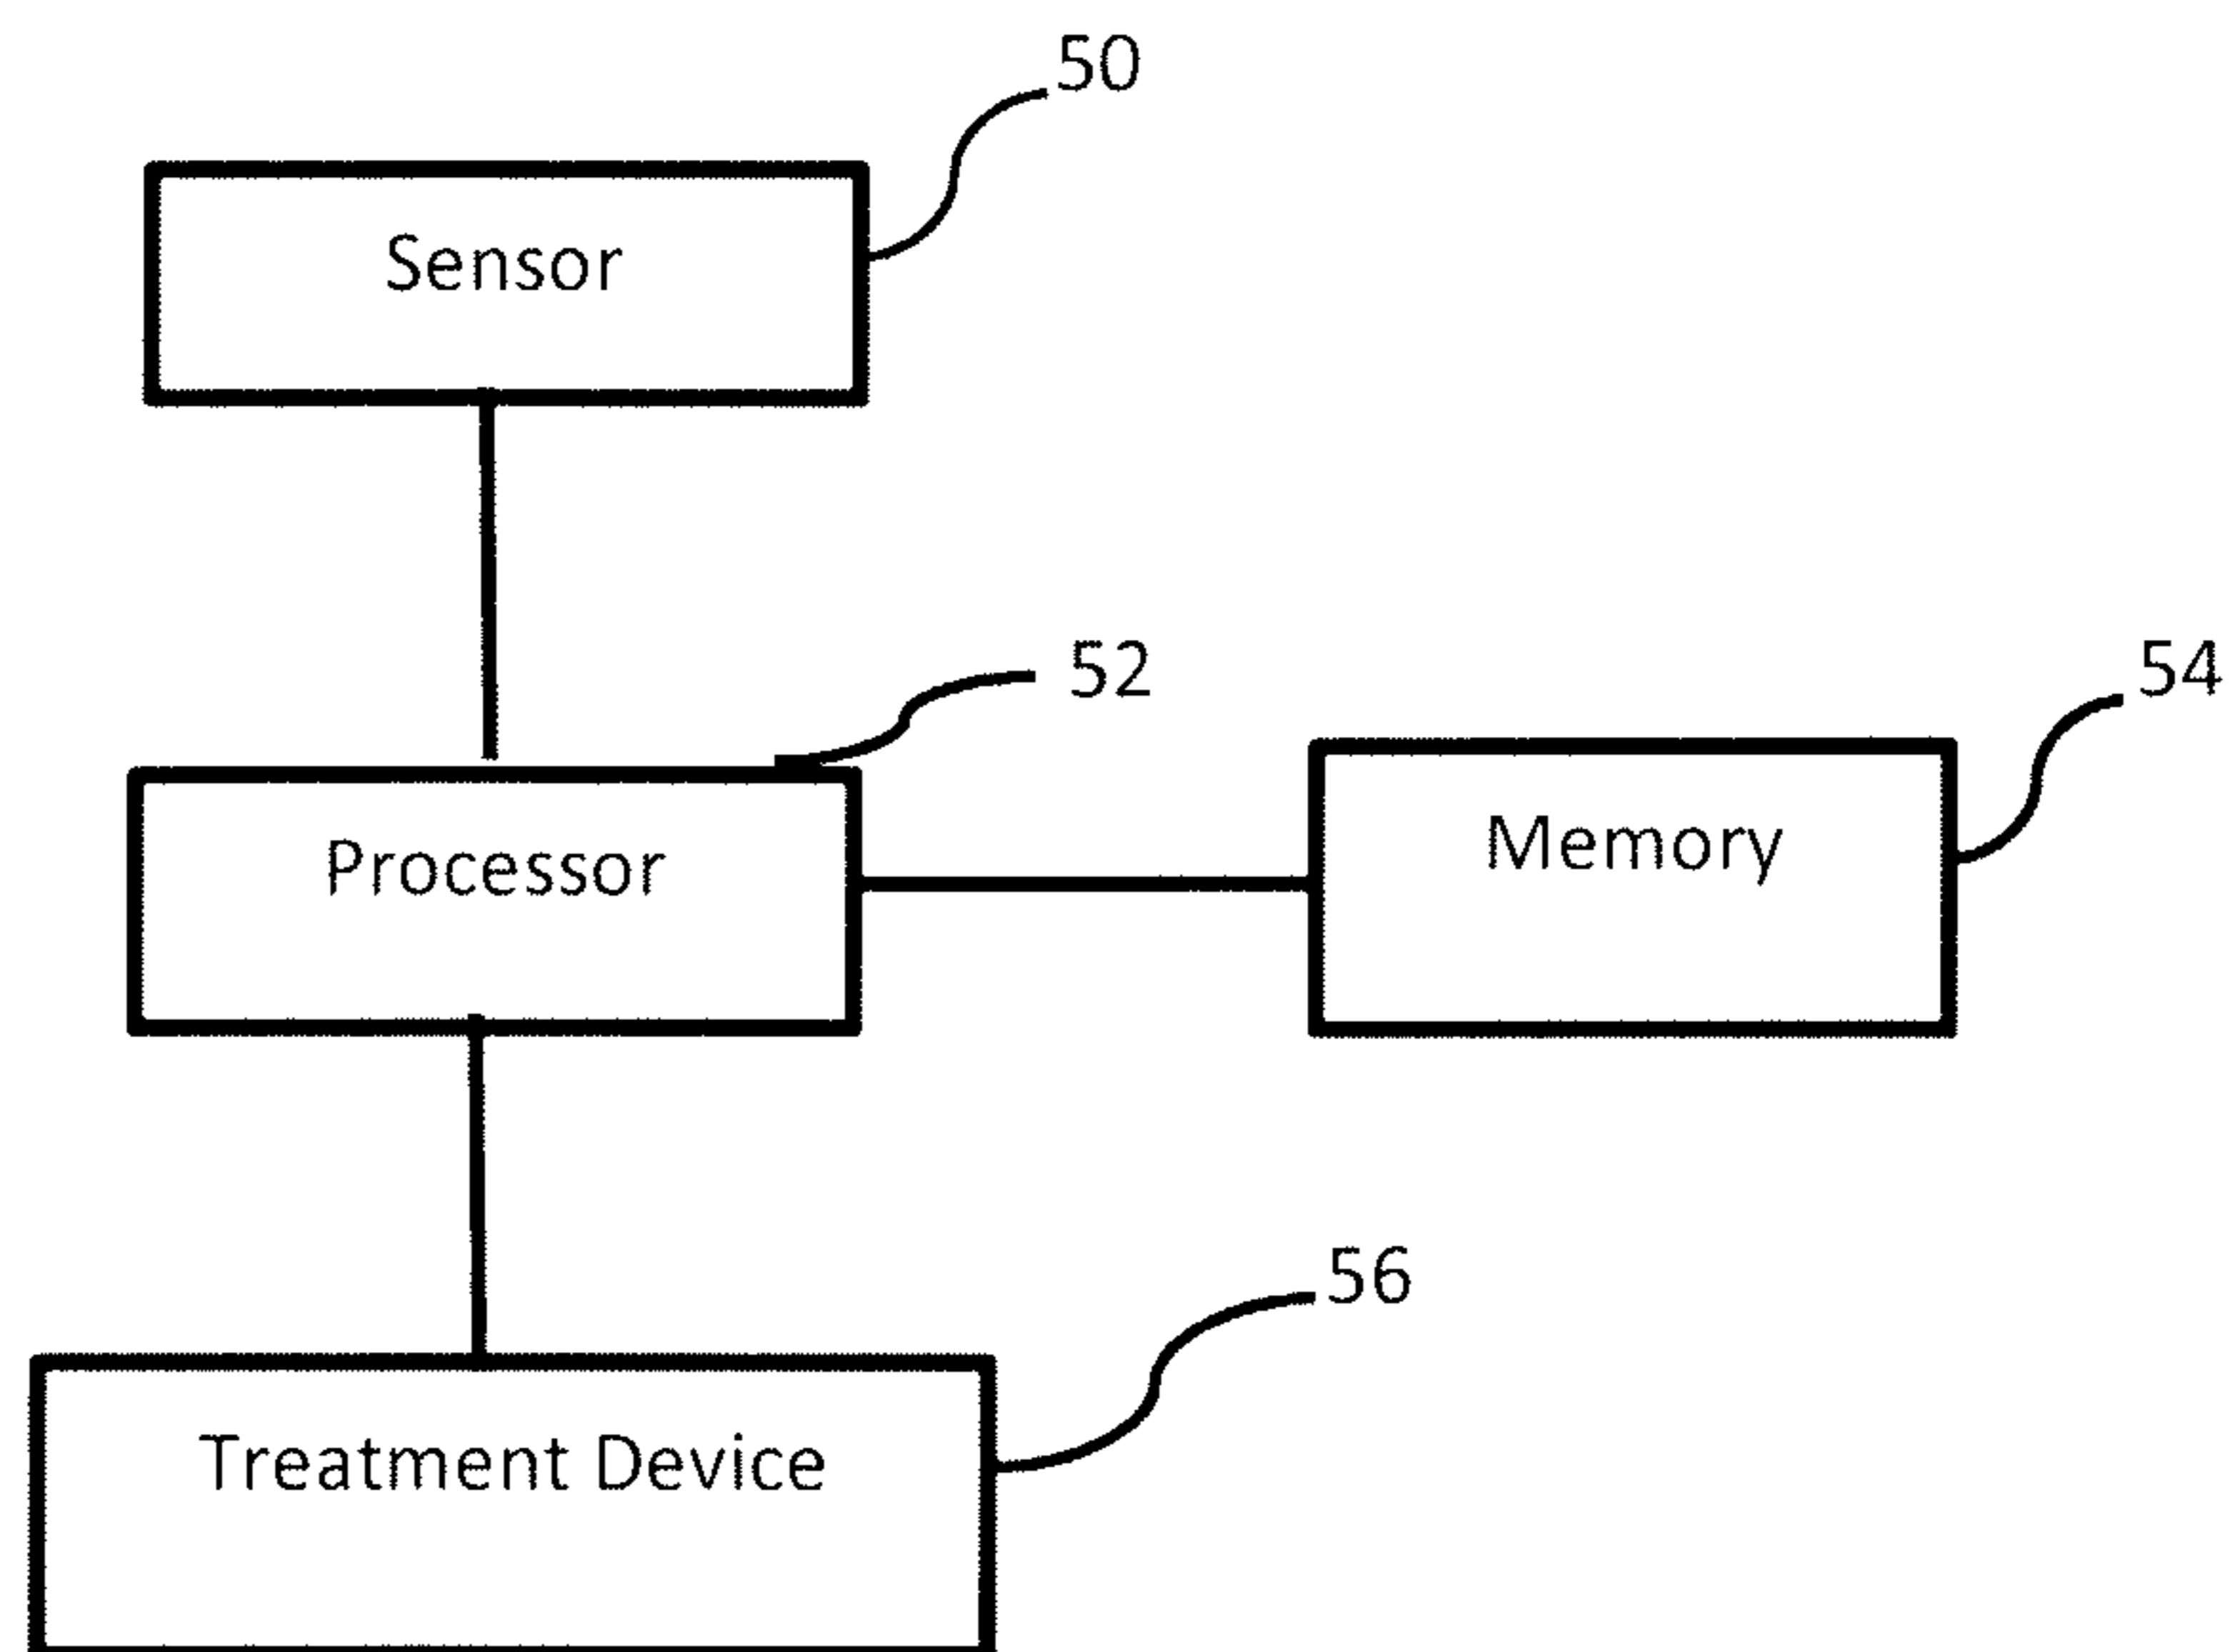 50
Sensor
52
54
Processor
Memory
56
Treatment Device